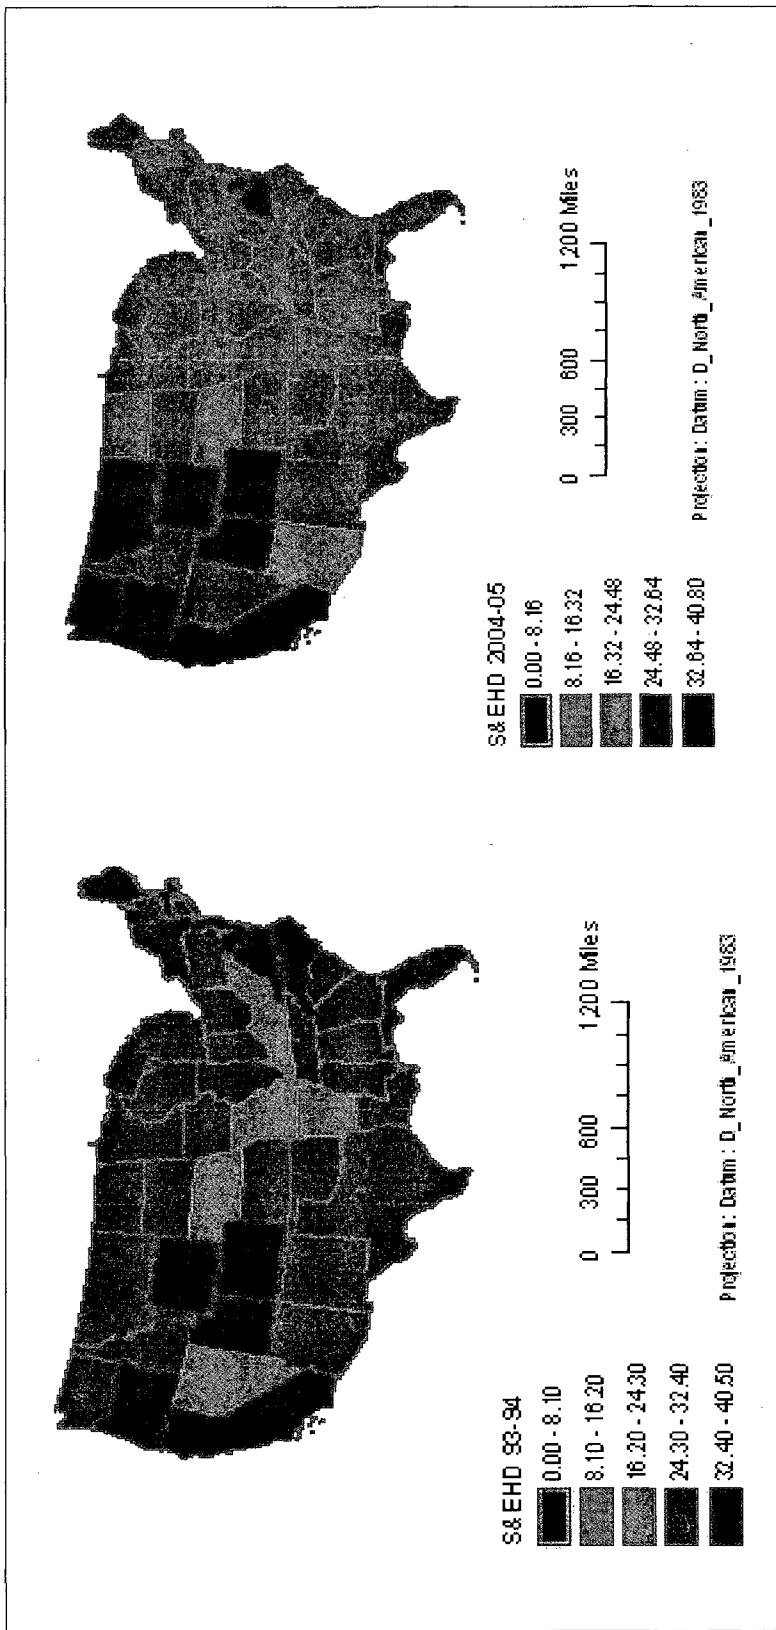 S& EHD 93-94
0.00 - 8.10
8.10 - 16.20
16.20 - 24.30
24.30 - 32.40
32.40 - 40.50
0 300 600 1,200 Miles
Projection: Datum: D_North_American_1983
S& EHD 2004-05
0.00 - 8.16
8.16 - 16.32
16.32 - 24.48
24.48 - 32.64
32.64 - 40.80
0 300 600 1,200 Miles
Projection: Datum: D_North_American_1983